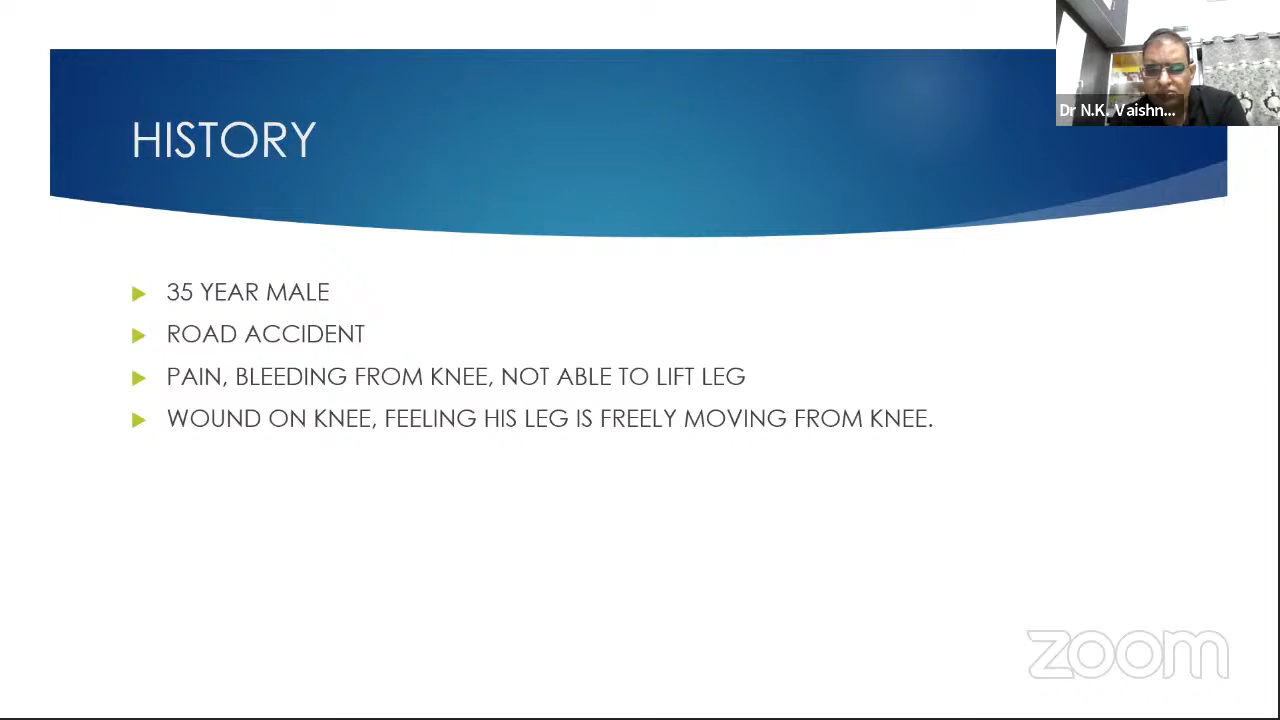 Dr N.K. Vaishn...
HISTORY
35 YEAR MALE
ROAD ACCIDENT
PAIN, BLEEDING FROM KNEE, NOT ABLE TO LIFT LEG
WOUND ON KNEE, FEELING HIS LEG IS FREELY MOVING FROM KNEE.
zoom